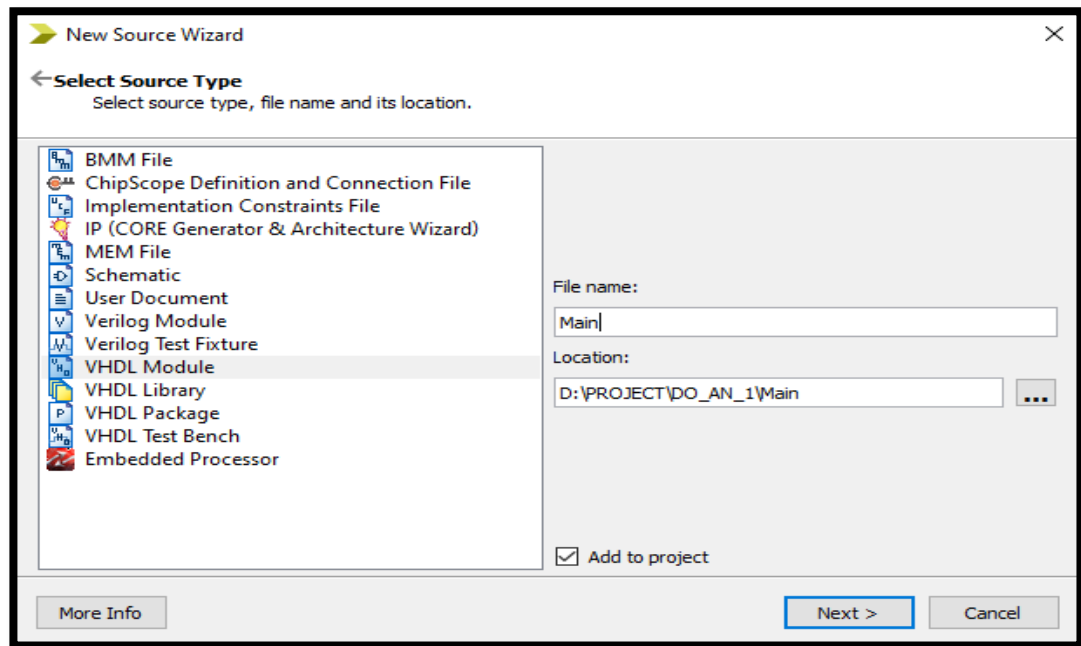 New Source Wizard
Select Source Type
Select source type, file name and its location.
BMM File
ChipScope Definition and Connection File
Implementation Constraints File
IP (CORE Generator & Architecture Wizard)
MEM File
Schematic
User Document
Verilog Module
Verilog Test Fixture
VHDL Module
VHDL Library
VHDL Package
VHDL Test Bench
Embedded Processor
File name:
Main
Location:
D:\PROJECT\DO_AN_1\Main
...
Add to project
More Info
Next >
Cancel